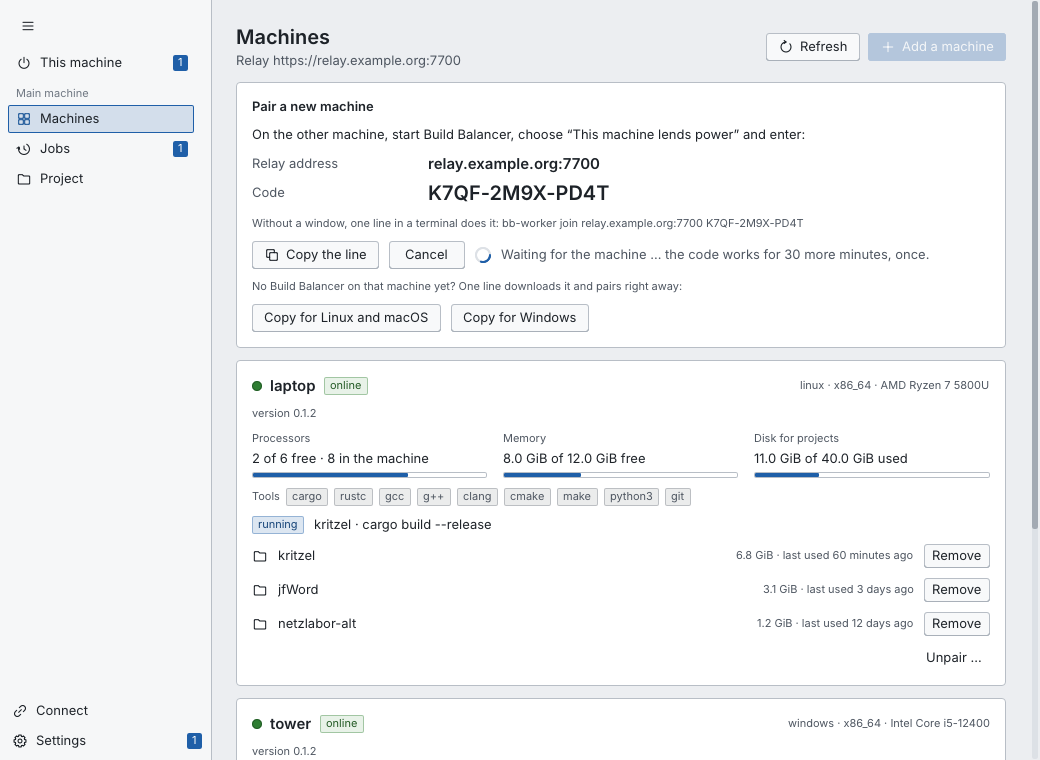 This machine 1
Main machine
Machines
Jobs 1
Project
Connect
Settings 1
Machines
Relay https://relay.example.org:7700
Refresh
Add a machine
Pair a new machine
On the other machine, start Build Balancer, choose “This machine lends power” and enter:
Relay address relay.example.org:7700
Code K7QF-2M9X-PD4T
Without a window, one line in a terminal does it: bb-worker join relay.example.org:7700 K7QF-2M9X-PD4T
Copy the line Cancel Waiting for the machine ... the code works for 30 more minutes, once.
No Build Balancer on that machine yet? One line downloads it and pairs right away:
Copy for Linux and macOS Copy for Windows
laptop online linux · x86_64 · AMD Ryzen 7 5800U
version 0.1.2
Processors Memory Disk for projects
2 of 6 free · 8 in the machine 8.0 GiB of 12.0 GiB free 11.0 GiB of 40.0 GiB used
Tools cargo rustc gcc g++ clang cmake make python3 git
running kritzel · cargo build --release
kritzel 6.8 GiB · last used 60 minutes ago Remove
jfWord 3.1 GiB · last used 3 days ago Remove
netzlabor-alt 1.2 GiB · last used 12 days ago Remove
Unpair ...
tower online windows · x86_64 · Intel Core i5-12400
version 0.1.2